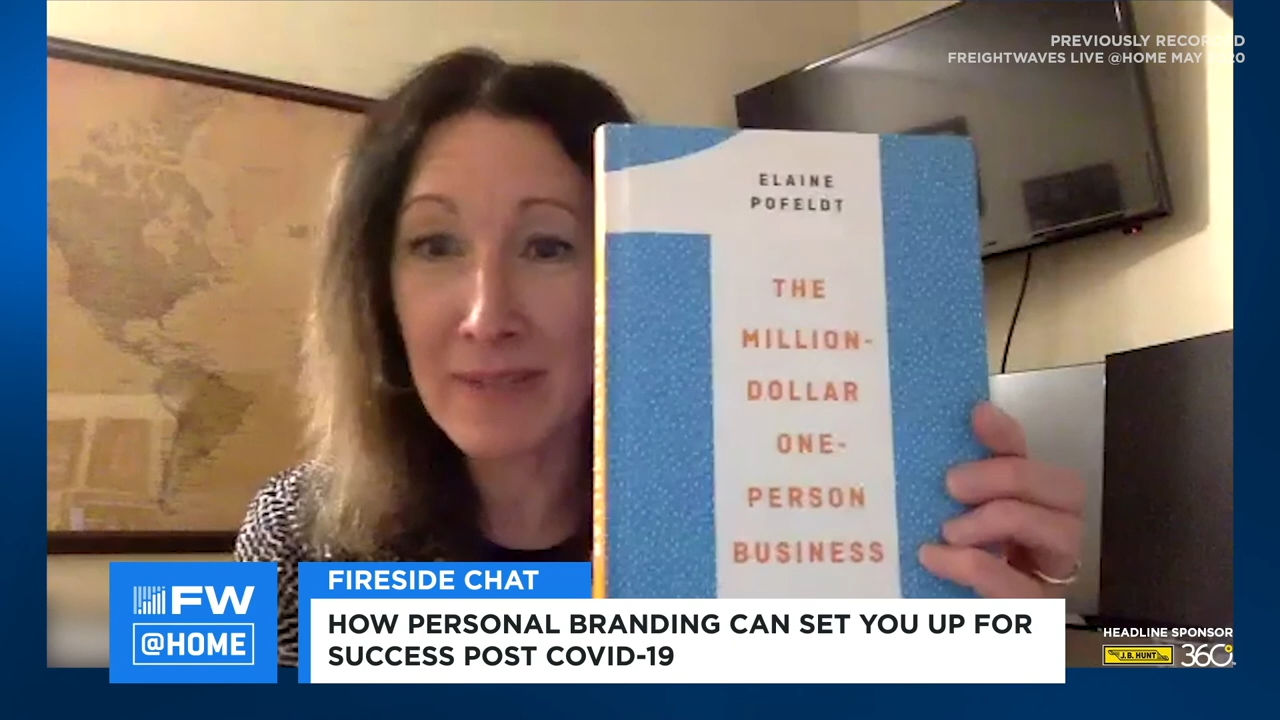 PREVIOUSLY RECORDED
FREIGHTWAVES LIVE @HOME MAY 2020
ELAINE
POFELDT
THE
MILLION-
DOLLAR
ONE-
PERSON
BUSINESS
FW
@HOME
FIRESIDE CHAT
HOW PERSONAL BRANDING CAN SET YOU UP FOR
SUCCESS POST COVID-19
HEADLINE SPONSOR
J.B. HUNT
360